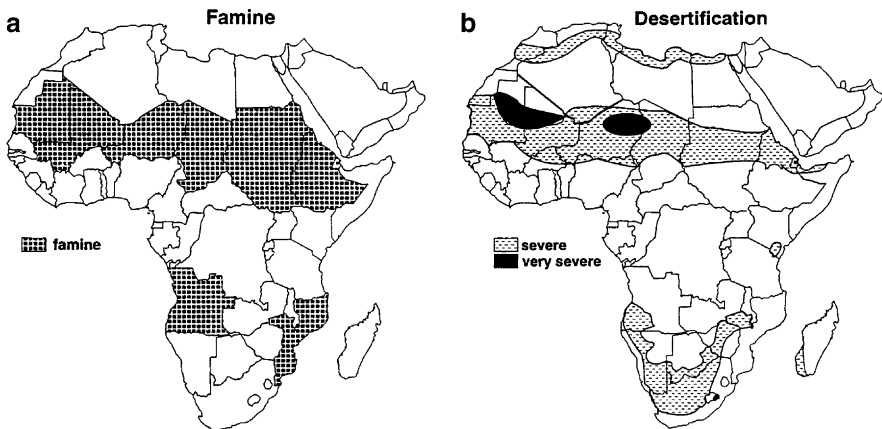 a
Famine
famine
b
Desertification
severe
very severe